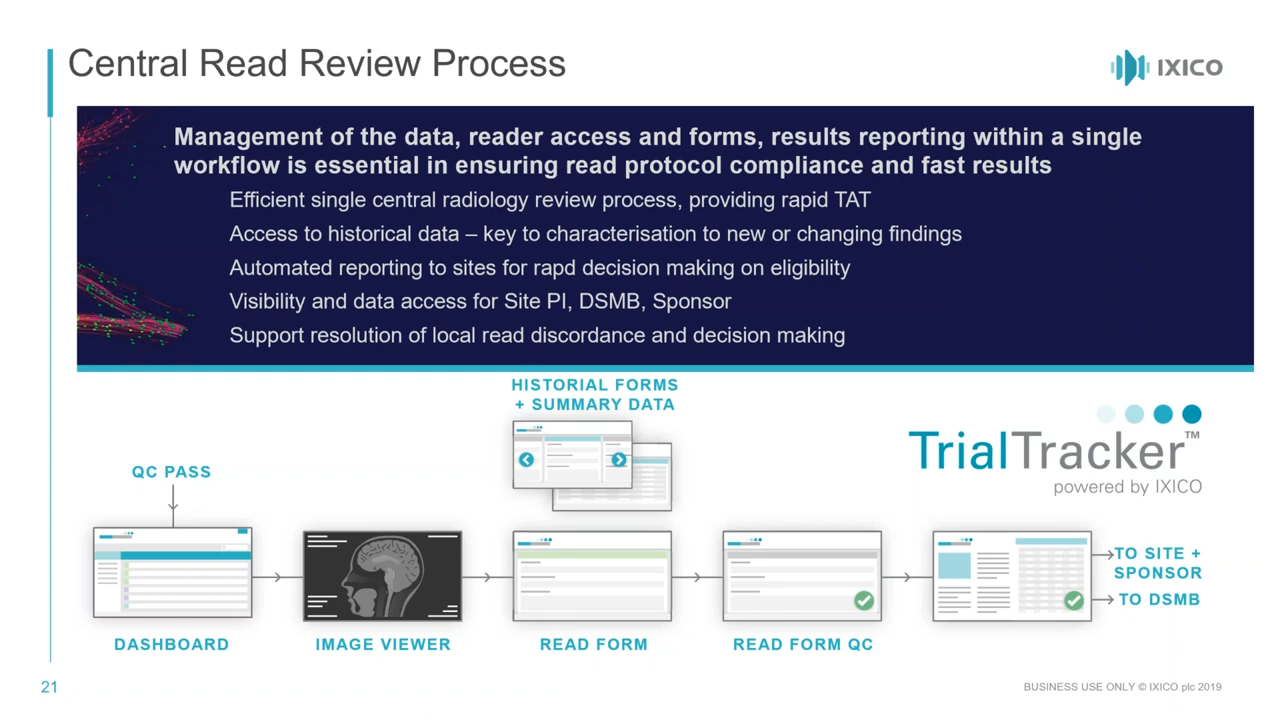 Central Read Review Process
IXICO
Management of the data, reader access and forms, results reporting within a single
workflow is essential in ensuring read protocol compliance and fast results
Efficient single central radiology review process, providing rapid TAT
Access to historical data – key to characterisation to new or changing findings
Automated reporting to sites for rapd decision making on eligibility
Visibility and data access for Site PI, DSMB, Sponsor
Support resolution of local read discordance and decision making
HISTORIAL FORMS
+ SUMMARY DATA
TrialTracker™
powered by IXICO
QC PASS
TO SITE +
SPONSOR
TO DSMB
DASHBOARD
IMAGE VIEWER
READ FORM
READ FORM QC
21
BUSINESS USE ONLY © IXICO plc 2019